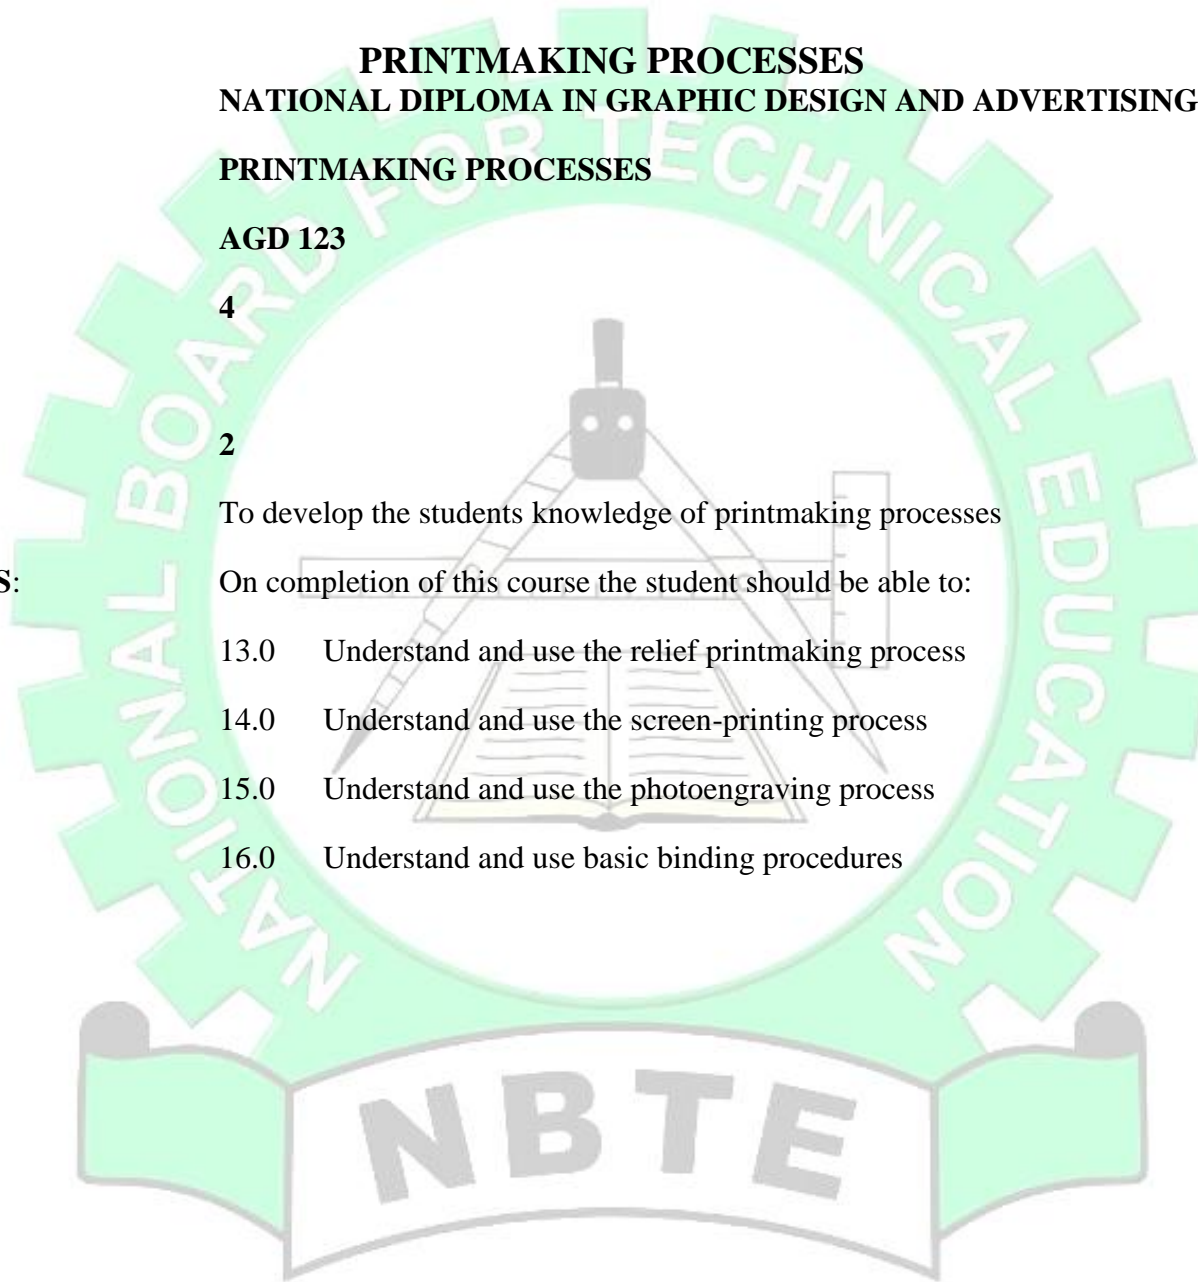 PRINTMAKING PROCESSES
NATIONAL DIPLOMA IN GRAPHIC DESIGN AND ADVERTISING
PRINTMAKING PROCESSES
AGD 123
4
2
To develop the students knowledge of printmaking processes
S: On completion of this course the student should be able to:
13.0 Understand and use the relief printmaking process
14.0 Understand and use the screen-printing process
15.0 Understand and use the photoengraving process
16.0 Understand and use basic binding procedures
NATIONAL BOARD FOR TECHNICAL EDUCATION
NBTE